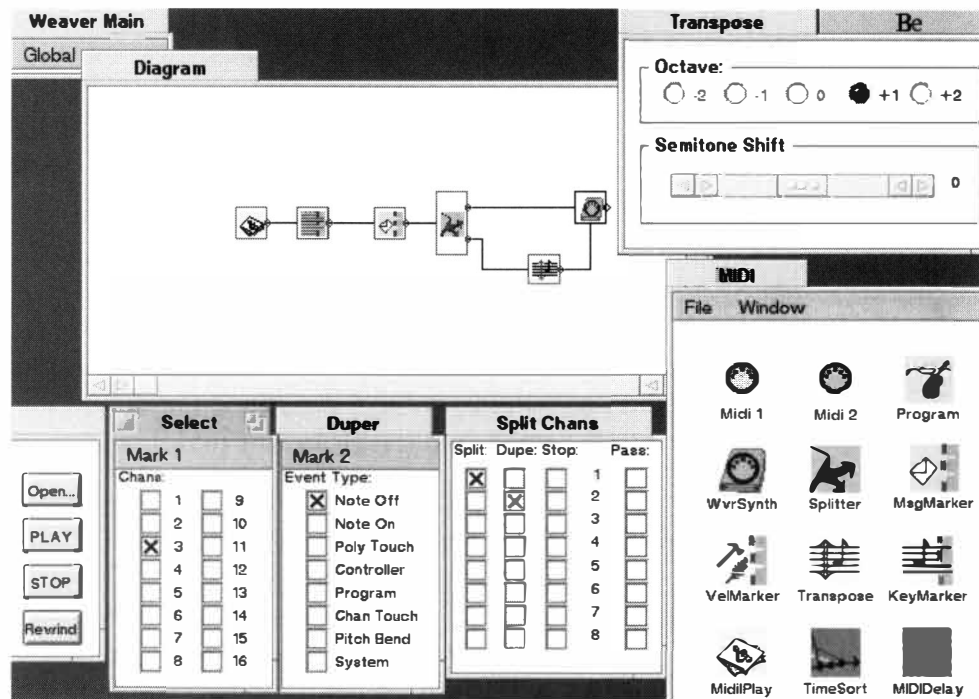 Weaver Main
Global
Diagram
Transpose
Be
Octave:
-2 -1 0 +1 +2
Semitone Shift
0
MIDI
File Window
Midi 1 Midi 2 Program
WvrSynth Splitter MsgMarker
VelMarker Transpose KeyMarker
MidilPlay TimeSort MIDIDelay
Open...
PLAY
STOP
Rewind
Select
Mark 1
Chans:
1 9
2 10
3 11
4 12
5 13
6 14
7 15
8 16
Duper
Mark 2
Event Type:
Note Off
Note On
Poly Touch
Controller
Program
Chan Touch
Pitch Bend
System
Split Chans
Split: Dupe: Stop: Pass:
1
2
3
4
5
6
7
8